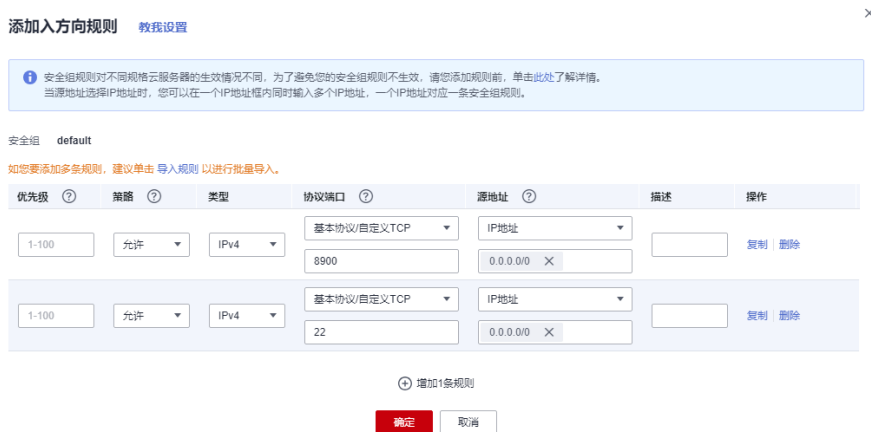 添加入方向规则 教我设置
安全组规则对不同规格云服务器的生效情况不同，为了避免您的安全组规则不生效，请您添加规则前，单击此处了解详情。
当源地址选择IP地址时，您可以在一个IP地址框内同时输入多个IP地址，一个IP地址对应一条安全组规则。
安全组 default
如您要添加多条规则，建议单击 导入规则 以进行批量导入。
优先级 策略 类型 协议端口 源地址 描述 操作
基本协议/自定义TCP IP地址
1-100 允许 IPv4 复制 删除
8900 0.0.0.0/0
基本协议/自定义TCP IP地址
1-100 允许 IPv4 复制 删除
22 0.0.0.0/0
增加1条规则
确定 取消